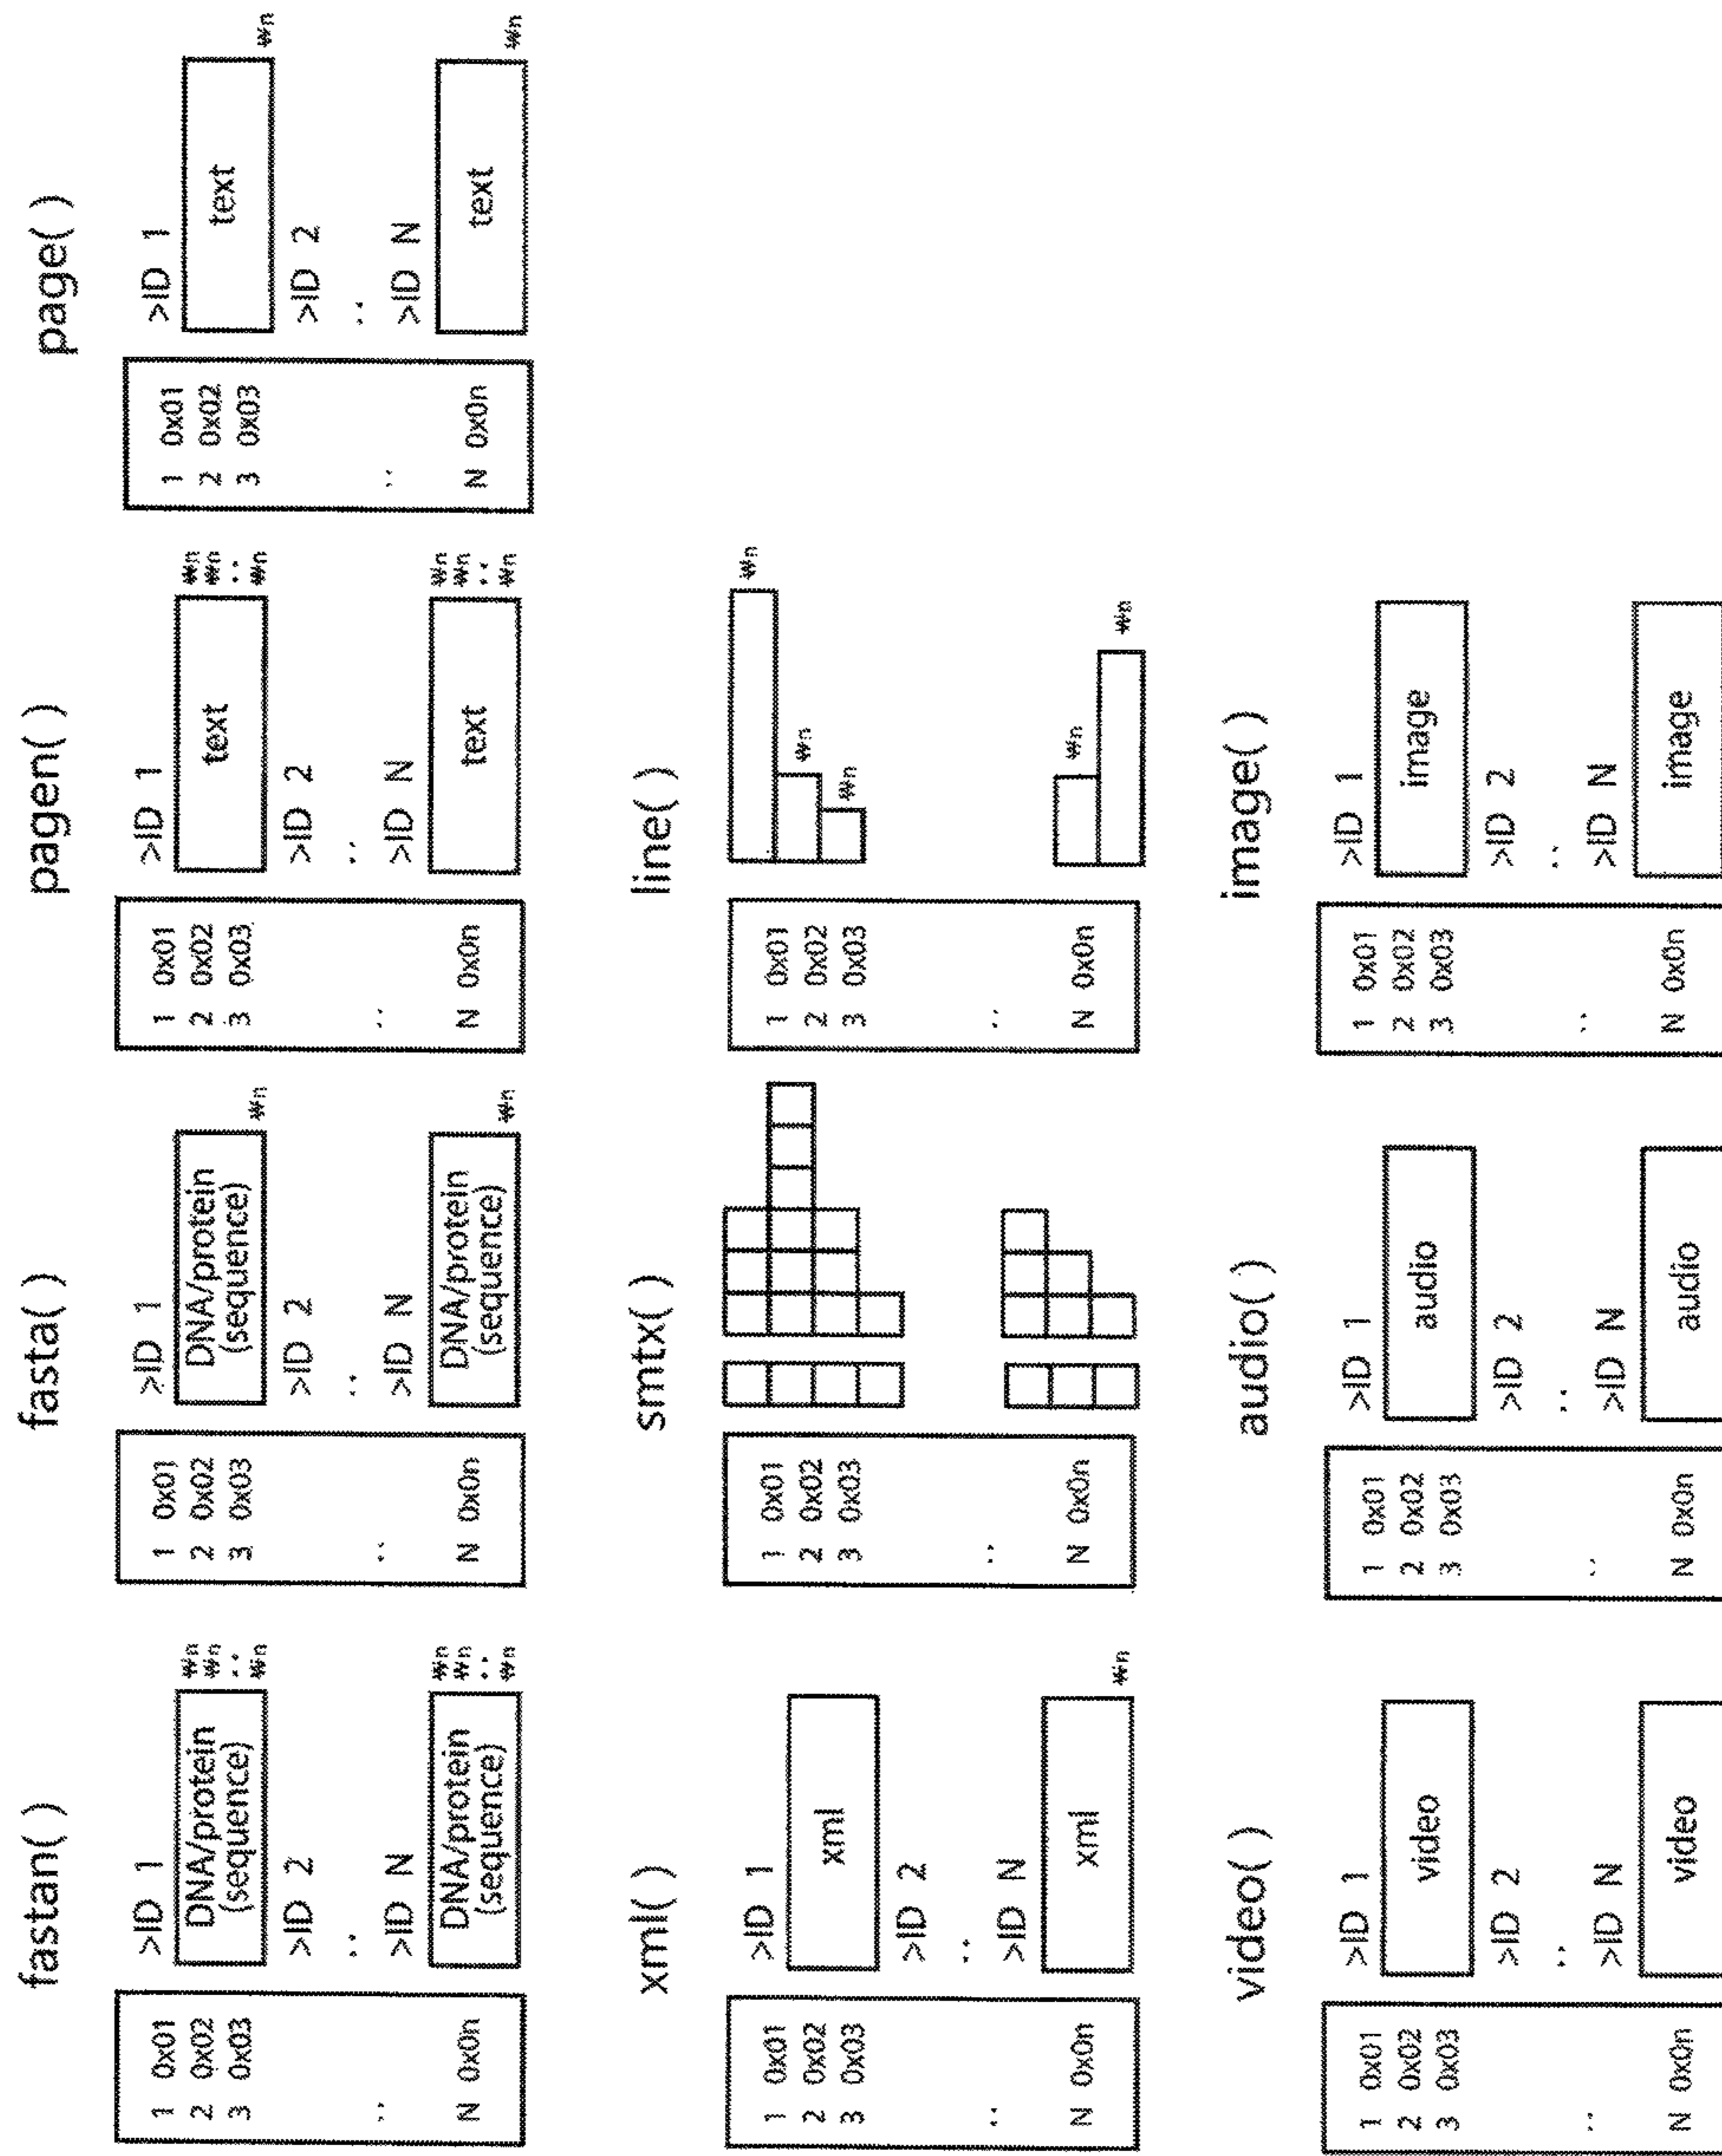 fastan( )
1 0x01
2 0x02
3 0x03
:
N 0x0n
>ID 1
DNA/protein ₩n
(sequence) ₩n
: ₩n
>ID 2
:
>ID N
DNA/protein ₩n
(sequence) ₩n
: ₩n
fasta( )
1 0x01
2 0x02
3 0x03
:
N 0x0n
>ID 1
DNA/protein
(sequence) ₩n
>ID 2
:
>ID N
DNA/protein
(sequence) ₩n
pagen( )
1 0x01
2 0x02
3 0x03
:
N 0x0n
>ID 1
text ₩n
₩n
: ₩n
>ID 2
:
>ID N
text ₩n
₩n
: ₩n
page( )
1 0x01
2 0x02
3 0x03
:
N 0x0n
>ID 1
text ₩n
>ID 2
:
>ID N
text ₩n
xml( )
1 0x01
2 0x02
3 0x03
:
N 0x0n
>ID 1
xml
>ID 2
:
>ID N
xml ₩n
smtx( )
1 0x01
2 0x02
3 0x03
:
N 0x0n
line( )
1 0x01
2 0x02
3 0x03
:
N 0x0n
₩n
₩n
₩n
₩n
₩n
video( )
1 0x01
2 0x02
3 0x03
:
N 0x0n
>ID 1
video
>ID 2
:
>ID N
video
audio( )
1 0x01
2 0x02
3 0x03
:
N 0x0n
>ID 1
audio
>ID 2
:
>ID N
audio
image( )
1 0x01
2 0x02
3 0x03
:
N 0x0n
>ID 1
image
>ID 2
:
>ID N
image